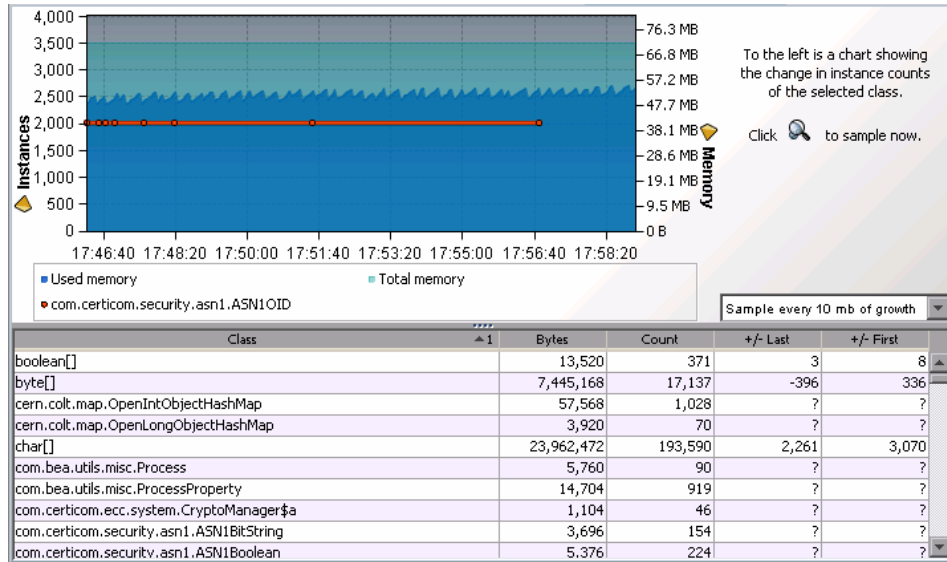 4,000
3,500
3,000
2,500
2,000
1,500
1,000
500
0
Instances
76.3 MB
66.8 MB
57.2 MB
47.7 MB
38.1 MB
28.6 MB
19.1 MB
9.5 MB
0 B
Memory
17:46:40 17:48:20 17:50:00 17:51:40 17:53:20 17:55:00 17:56:40 17:58:20
Used memory Total memory
com.certicom.security.asn1.ASN1OID
To the left is a chart showing
the change in instance counts
of the selected class.
Click to sample now.
Sample every 10 mb of growth
Class 1 Bytes Count +/- Last +/- First
boolean[] 13,520 371 3 8
byte[] 7,445,168 17,137 -396 336
cern.colt.map.OpenIntObjectHashMap 57,568 1,028 ? ?
cern.colt.map.OpenLongObjectHashMap 3,920 70 ? ?
char[] 23,962,472 193,590 2,261 3,070
com.bea.utils.misc.Process 5,760 90 ? ?
com.bea.utils.misc.ProcessProperty 14,704 919 ? ?
com.certicom.ecc.system.CryptoManager$a 1,104 46 ? ?
com.certicom.security.asn1.ASN1BitString 3,696 154 ? ?
com.certicom.security.asn1.ASN1Boolean 5,376 224 ? ?